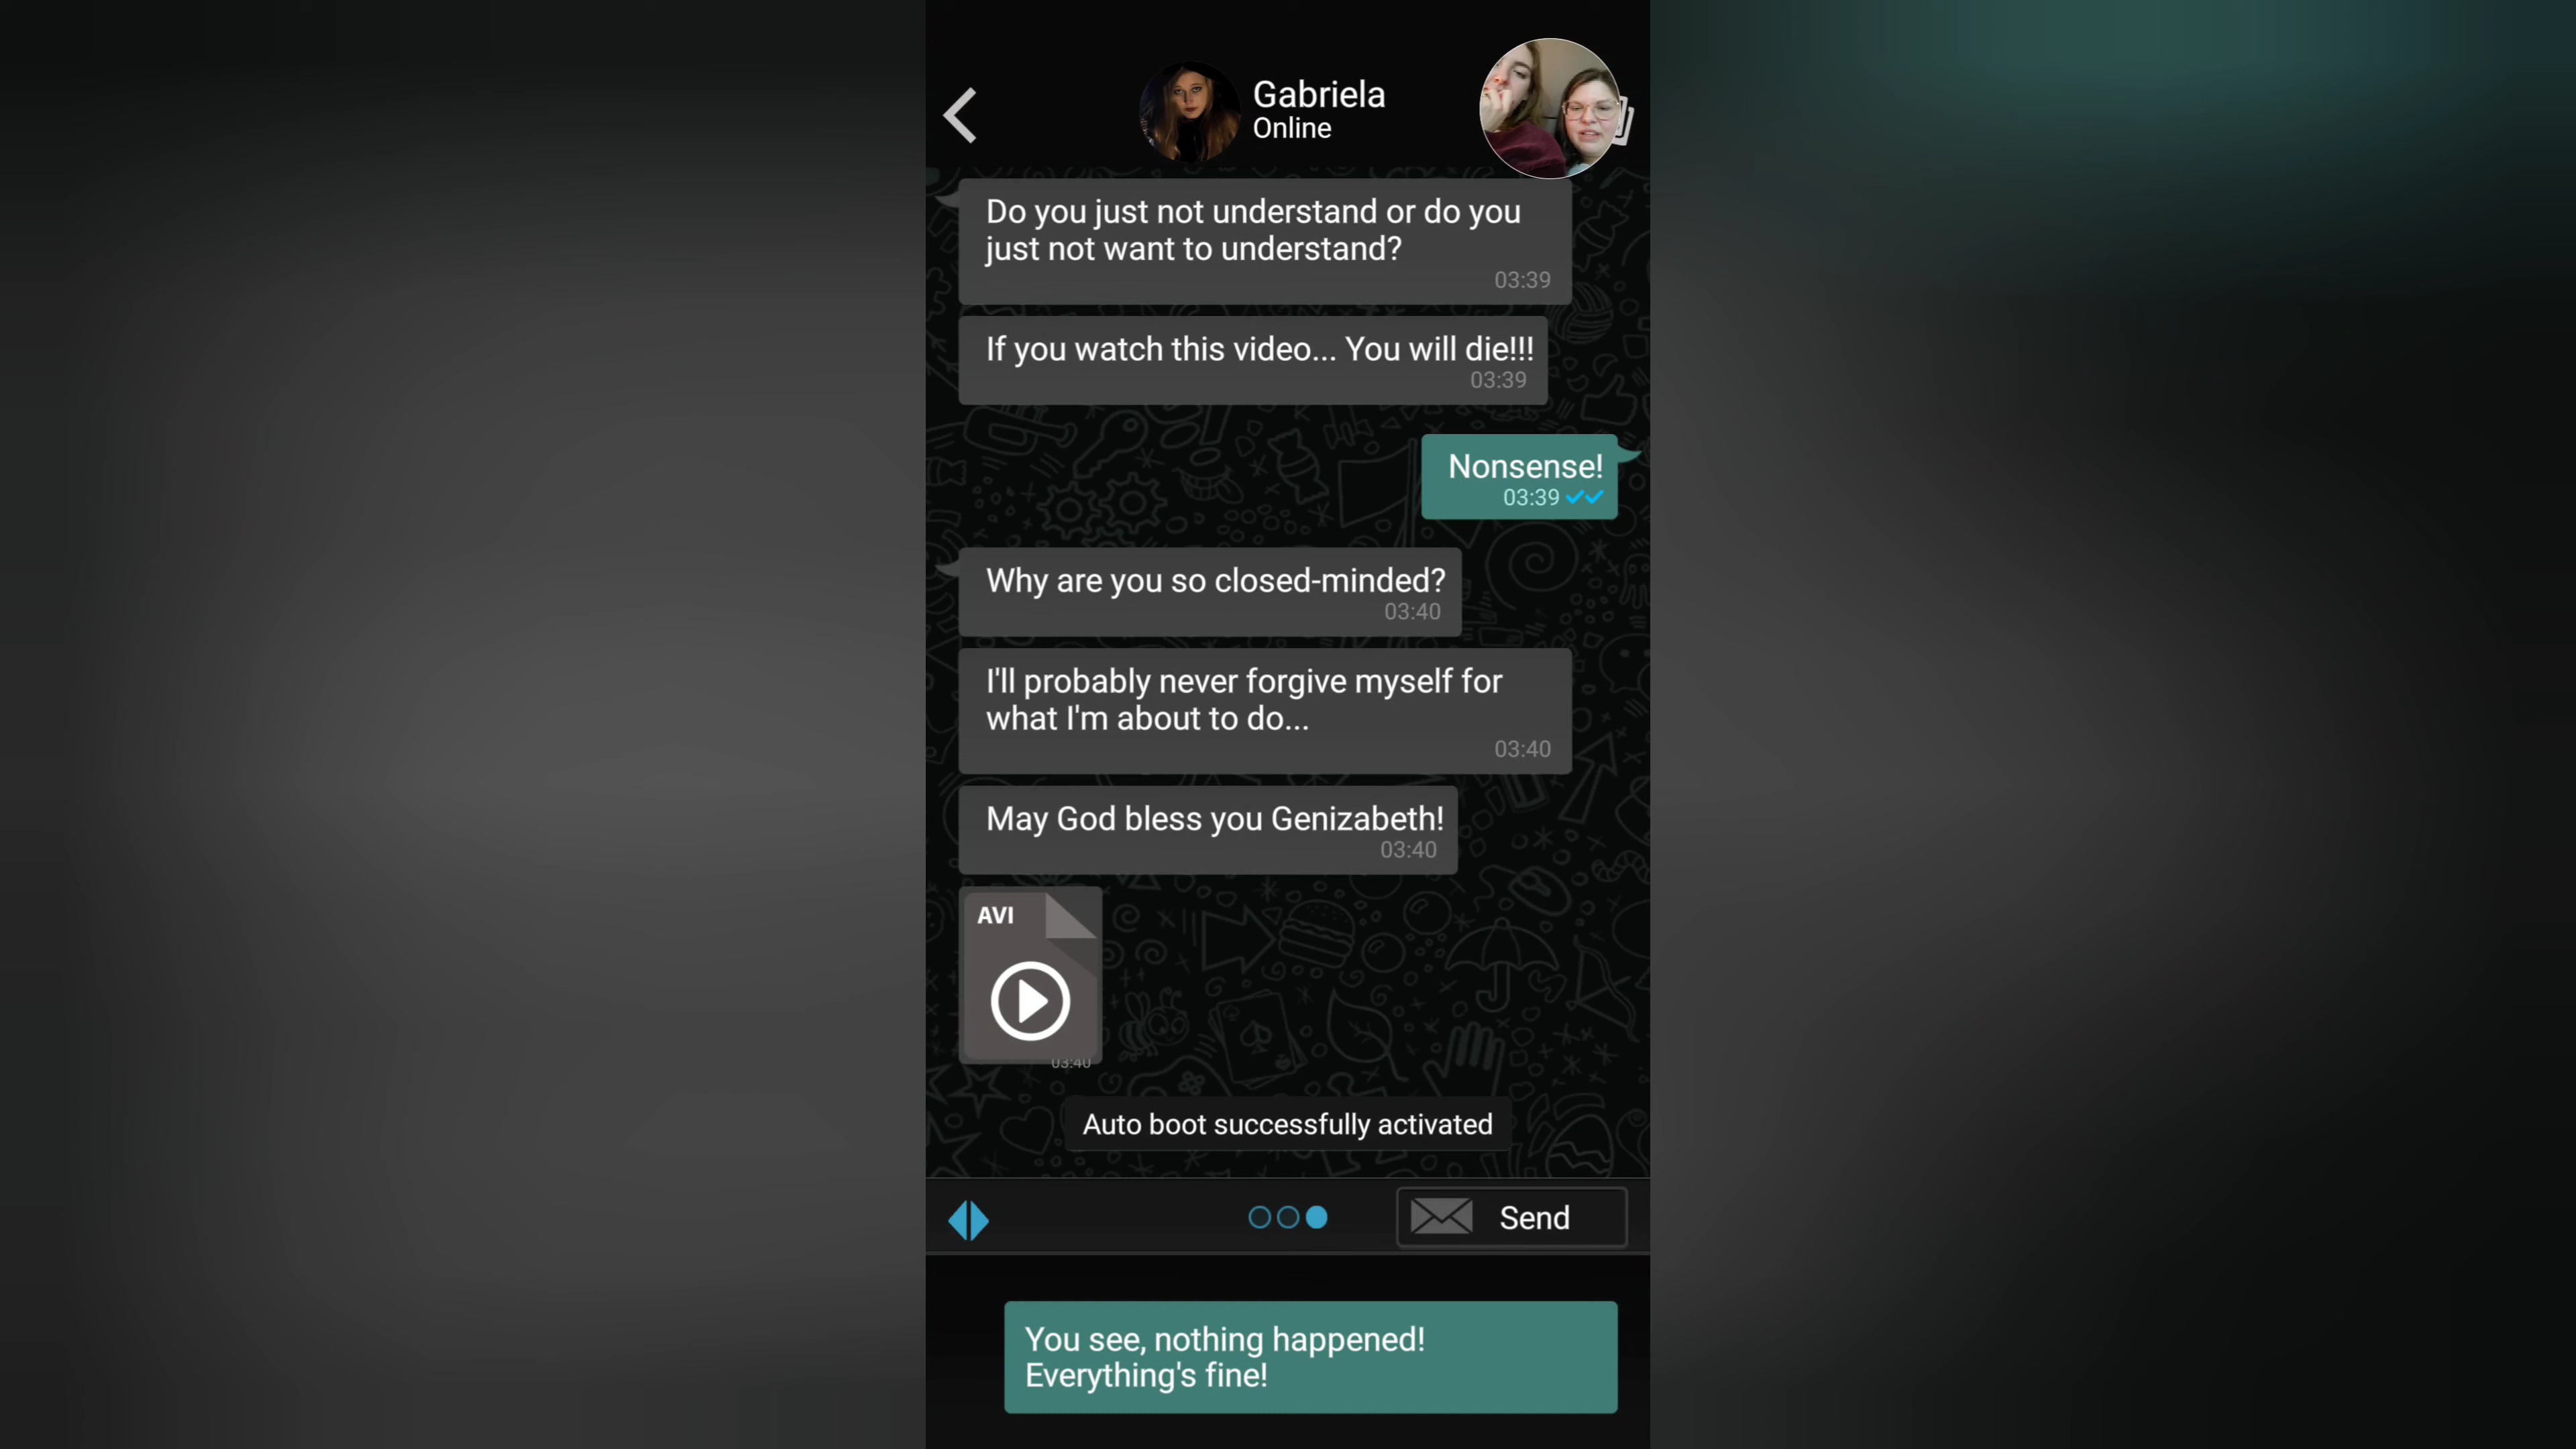 Gabriela
Online
Do you just not understand or do you
just not want to understand?
03:39
If you watch this video... You will die!!!
03:39
Nonsense!
03:39
Why are you so closed-minded?
03:40
I'll probably never forgive myself for
what I'm about to do...
03:40
May God bless you Genizabeth!
03:40
AVI
03:40
Auto boot successfully activated
Send
You see, nothing happened!
Everything's fine!